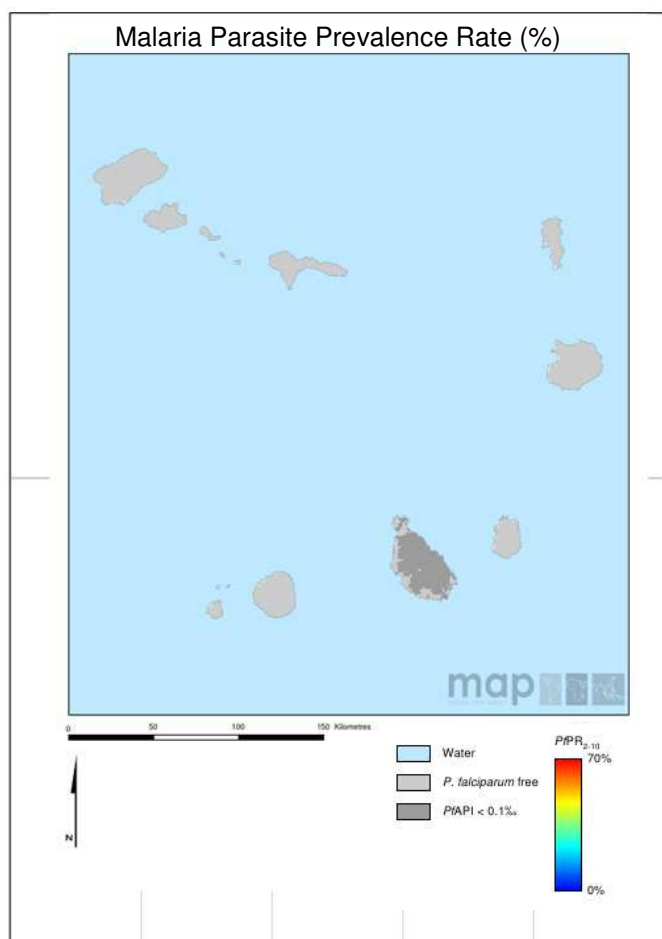 Malaria Parasite Prevalence Rate (%)
map
0 50 100 150 Kilometres
N
Water
P. falciparum free
PfAPI < 0.1‰
PfPR2-10
70%
0%